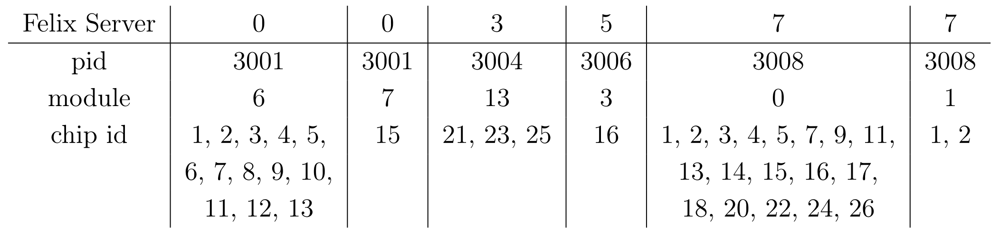 Felix Server 0 0 3 5 7 7
pid 3001 3001 3004 3006 3008 3008
module 6 7 13 3 0 1
chip id 1, 2, 3, 4, 5, 15 21, 23, 25 16 1, 2, 3, 4, 5, 7, 9, 11, 1, 2
6, 7, 8, 9, 10, 13, 14, 15, 16, 17,
11, 12, 13 18, 20, 22, 24, 26